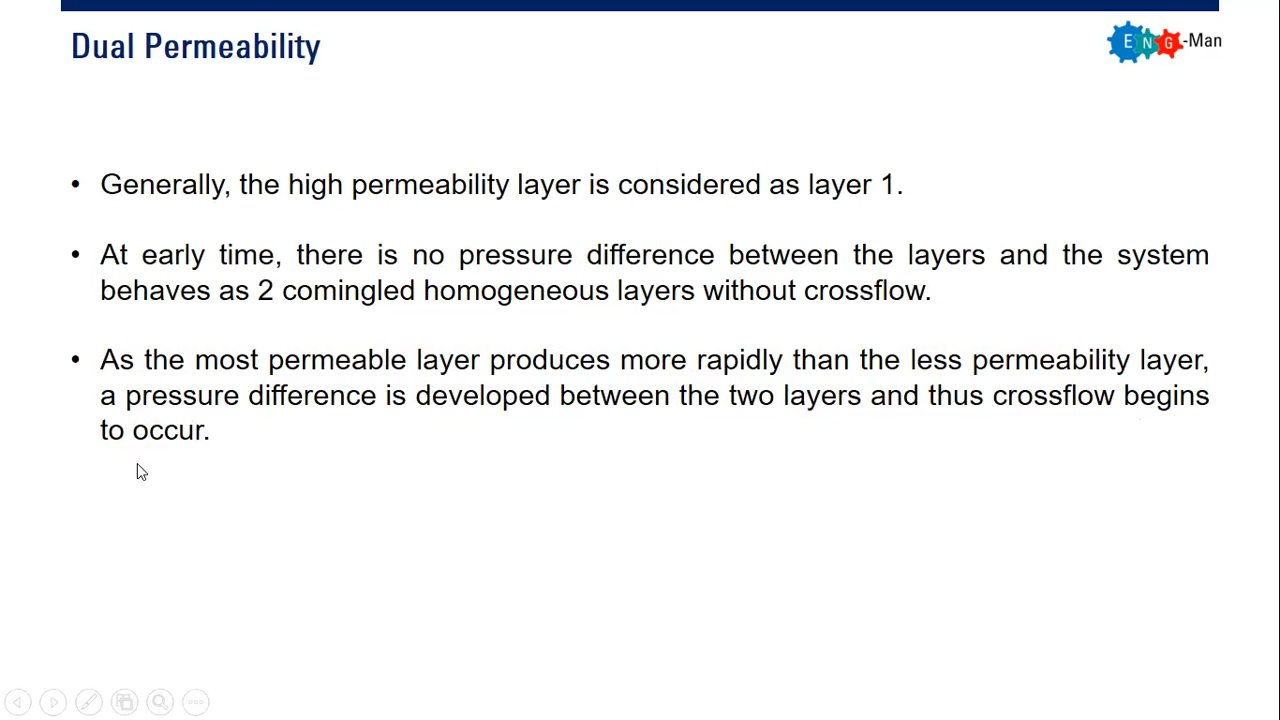 Dual Permeability
E N G -Man
• Generally, the high permeability layer is considered as layer 1.
• At early time, there is no pressure difference between the layers and the system
behaves as 2 comingled homogeneous layers without crossflow.
• As the most permeable layer produces more rapidly than the less permeability layer,
a pressure difference is developed between the two layers and thus crossflow begins
to occur.